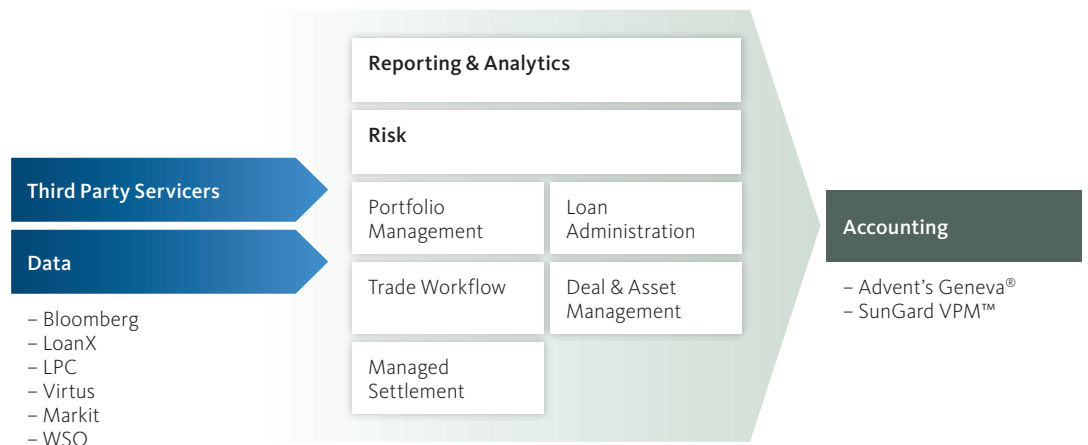 Reporting & Analytics
Risk
Third Party Servicers
Data
– Bloomberg
– LoanX
– LPC
– Virtus
– Markit
– WSO
Portfolio
Management
Loan
Administration
Trade Workflow
Deal & Asset
Management
Managed
Settlement
Accounting
– Advent’s Geneva®
– SunGard VPM™